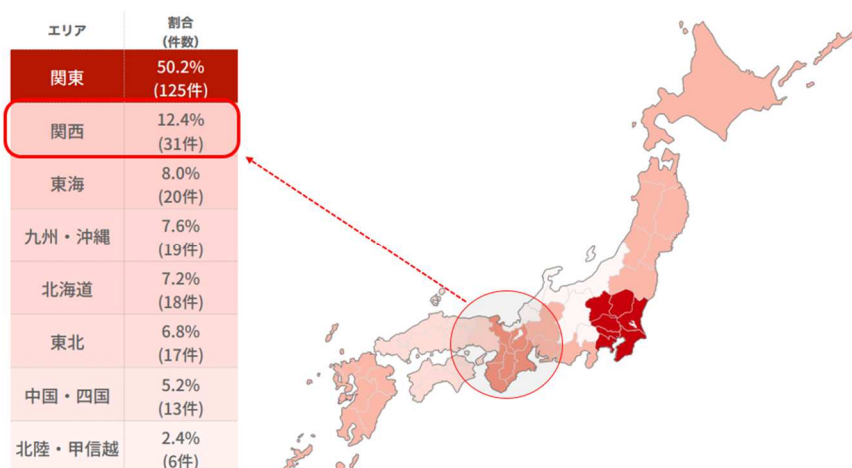 エリア 割合
(件数)
関東 50.2%
(125件)
関西 12.4%
(31件)
東海 8.0%
(20件)
九州・沖縄 7.6%
(19件)
北海道 7.2%
(18件)
東北 6.8%
(17件)
中国・四国 5.2%
(13件)
北陸・甲信越 2.4%
(6件)